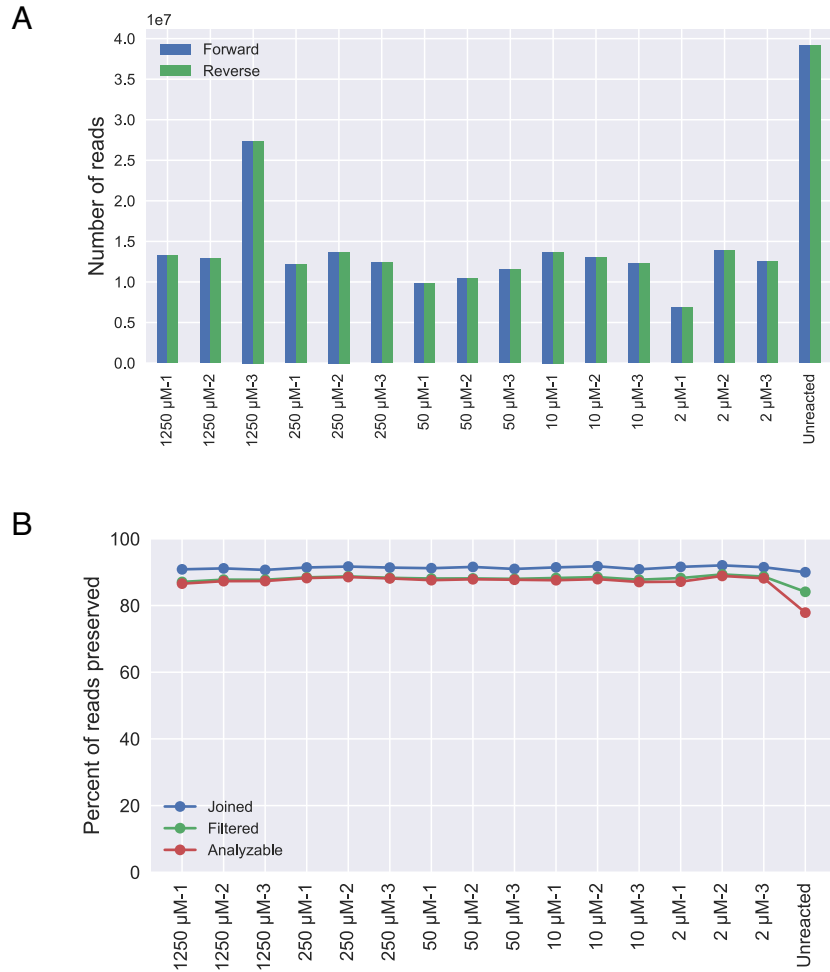 A
1e7
Forward
Reverse
Number of reads
4.0
3.5
3.0
2.5
2.0
1.5
1.0
0.5
0.0
1250 µM-1
1250 µM-2
1250 µM-3
250 µM-1
250 µM-2
250 µM-3
50 µM-1
50 µM-2
50 µM-3
10 µM-1
10 µM-2
10 µM-3
2 µM-1
2 µM-2
2 µM-3
Unreacted
B
Percent of reads preserved
100
80
60
40
20
0
Joined
Filtered
Analyzable
1250 µM-1
1250 µM-2
1250 µM-3
250 µM-1
250 µM-2
250 µM-3
50 µM-1
50 µM-2
50 µM-3
10 µM-1
10 µM-2
10 µM-3
2 µM-1
2 µM-2
2 µM-3
Unreacted